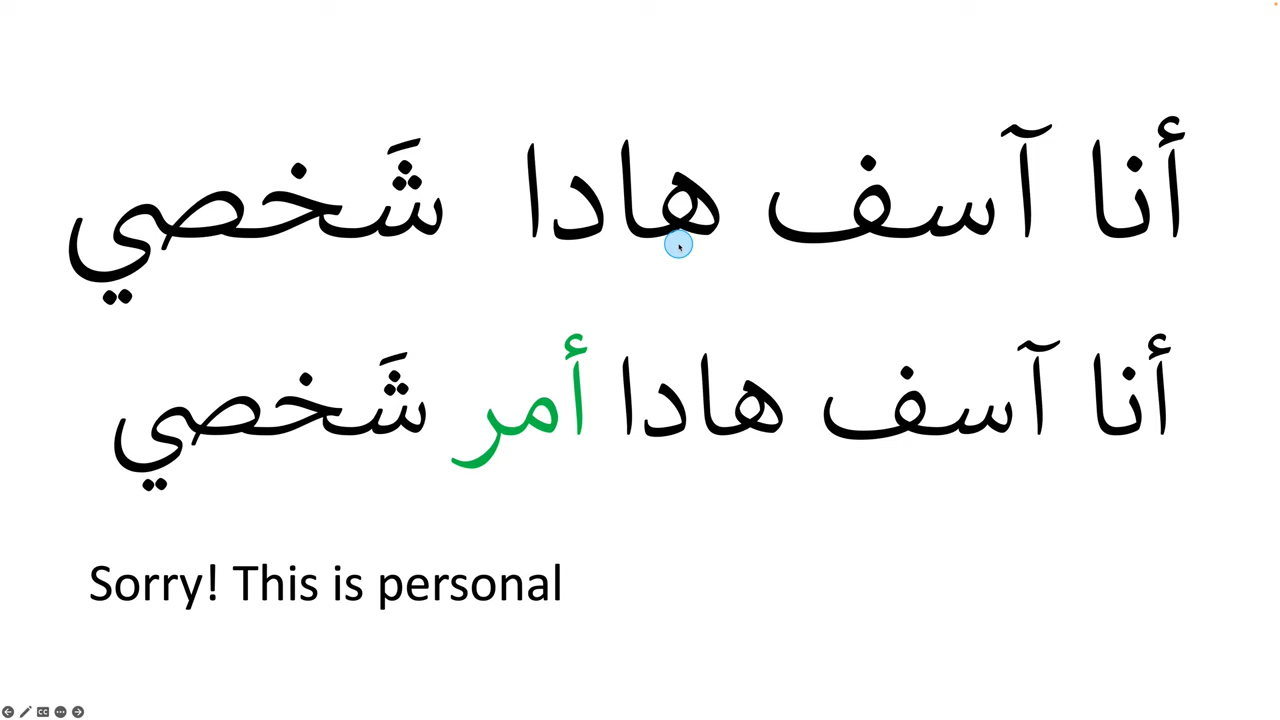 أنا آسف هادا شَخصي
أنا آسف هادا أمر شَخصي
Sorry! This is personal